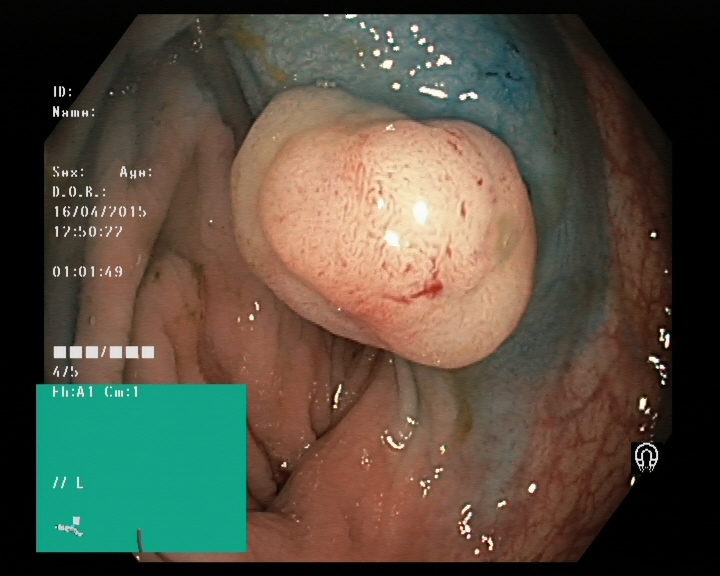 ID:
Name:
Sex: Age:
D.O.B.:
16/04/2015
12:50:22
01:01:49
■■■/■■■
4/5
Eh:A1 Cm:1
// L